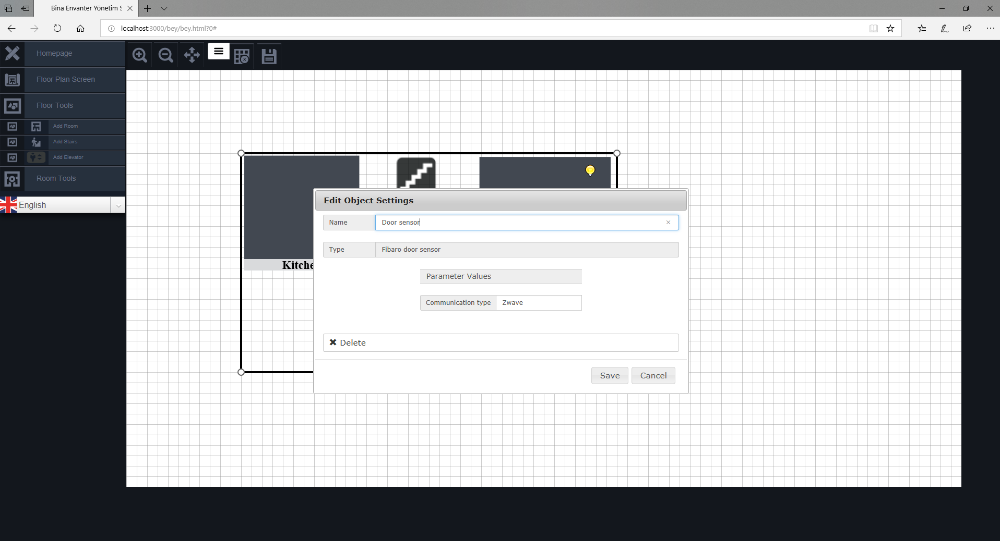 Bina Envanter Yönetim S
localhost:3000/bey/bey.html?0#
Homepage
Floor Plan Screen
Floor Tools
Add Room
Add Stairs
Add Elevator
Room Tools
English
Kitche
Edit Object Settings
Name Door sensor
Type Fibaro door sensor
Parameter Values
Communication type Zwave
Delete
Save Cancel